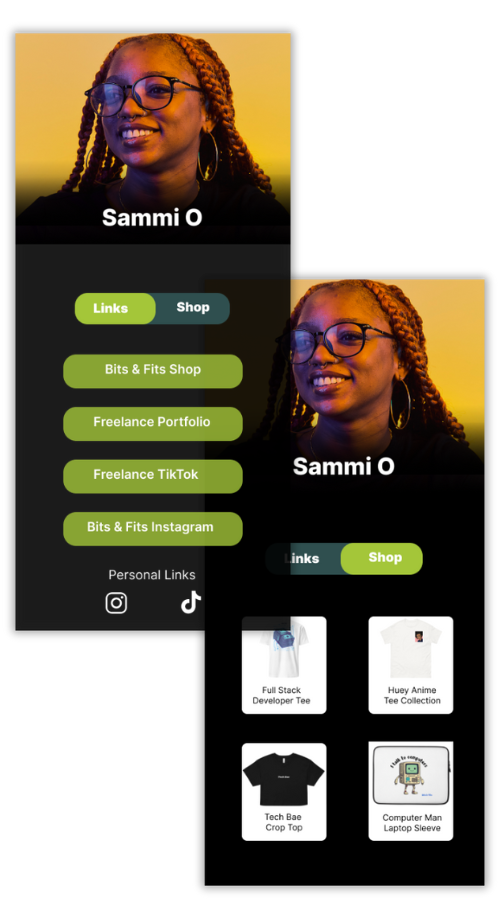 Sammi O
Links
Shop
Bits & Fits Shop
Freelance Portfolio
Freelance TikTok
Bits & Fits Instagram
Personal Links
Sammi O
Links
Shop
Full Stack
Developer Tee
Huey Anime
Tee Collection
Tech Bae
Crop Top
I talk to computers
Computer Man
Laptop Sleeve